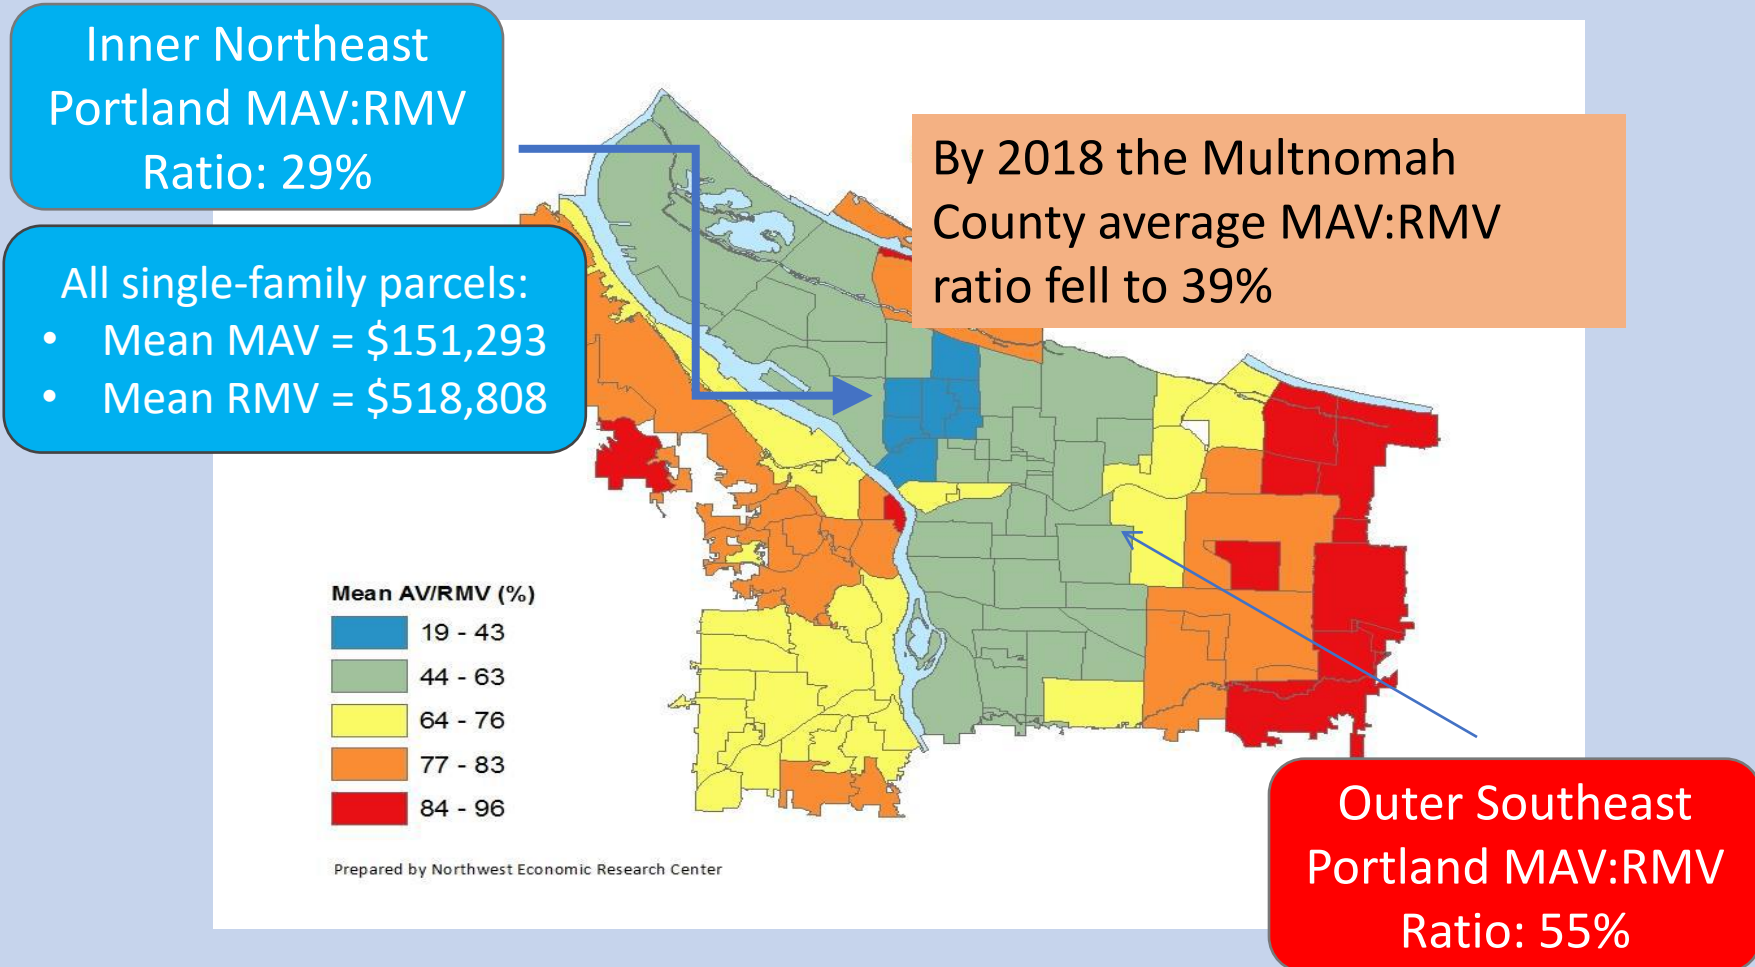 Inner Northeast
Portland MAV:RMV
Ratio: 29%
All single-family parcels:
• Mean MAV = $151,293
• Mean RMV = $518,808
By 2018 the Multnomah
County average MAV:RMV
ratio fell to 39%
Mean AV/RMV (%)
19 - 43
44 - 63
64 - 76
77 - 83
84 - 96
Prepared by Northwest Economic Research Center
Outer Southeast
Portland MAV:RMV
Ratio: 55%